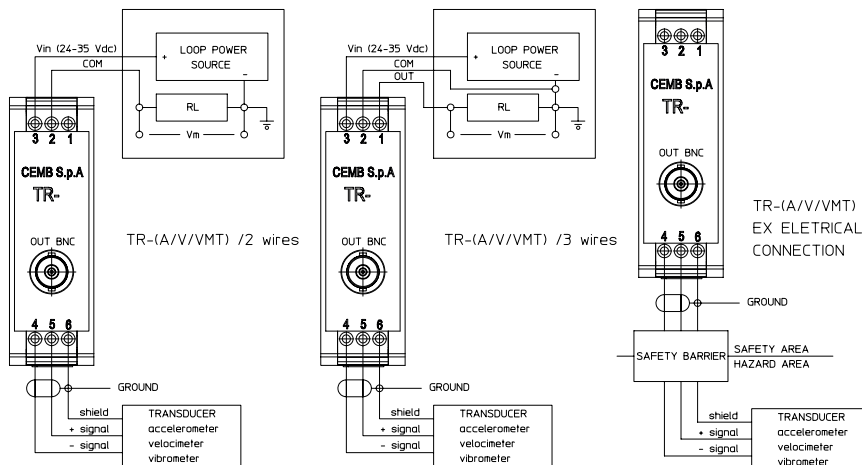 Vin (24-35 Vdc)
COM
+
LOOP POWER
SOURCE
-
RL
Vm
3 2 1
CEMB S.p.A
TR-
OUT BNC
4 5 6
TR-(A/V/VMT) /2 wires
GROUND
shield
+ signal
- signal
TRANSDUCER
accelerometer
velocimeter
vibrometer
Vin (24-35 Vdc)
COM
OUT
+
LOOP POWER
SOURCE
-
RL
Vm
3 2 1
CEMB S.p.A
TR-
OUT BNC
4 5 6
TR-(A/V/VMT) /3 wires
GROUND
shield
+ signal
- signal
TRANSDUCER
accelerometer
velocimeter
vibrometer
3 2 1
CEMB S.p.A
TR-
OUT BNC
4 5 6
TR-(A/V/VMT)
EX ELETRICAL
CONNECTION
GROUND
SAFETY BARRIER
SAFETY AREA
HAZARD AREA
shield
+ signal
- signal
TRANSDUCER
accelerometer
velocimeter
vibrometer